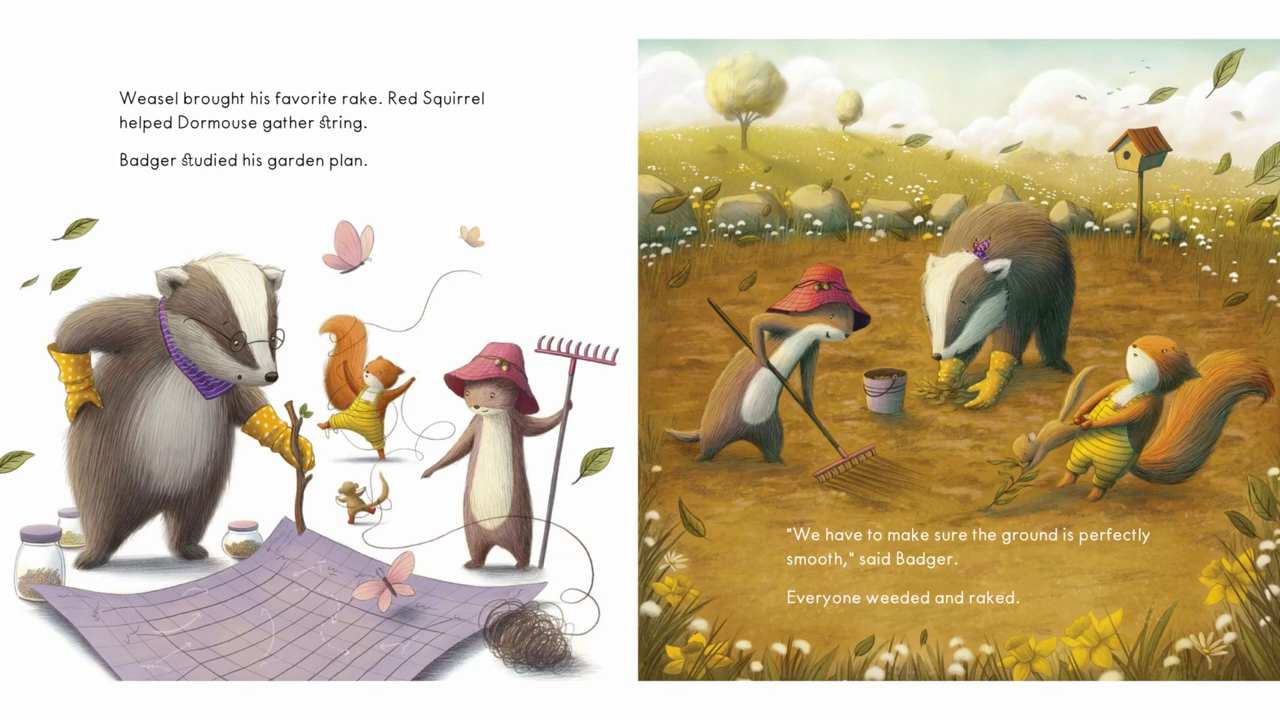 Weasel brought his favorite rake. Red Squirrel
helped Dormouse gather string.
Badger studied his garden plan.
"We have to make sure the ground is perfectly
smooth," said Badger.
Everyone weeded and raked.